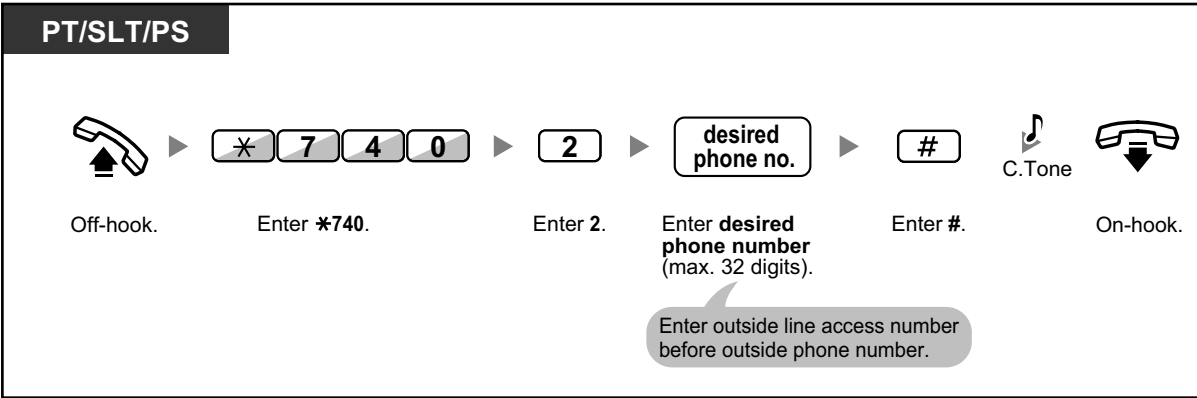 PT/SLT/PS
✱ 7 4 0
2
desired
phone no.
#
C.Tone
Off-hook.
Enter ✱740.
Enter 2.
Enter desired
phone number
(max. 32 digits).
Enter #.
On-hook.
Enter outside line access number
before outside phone number.